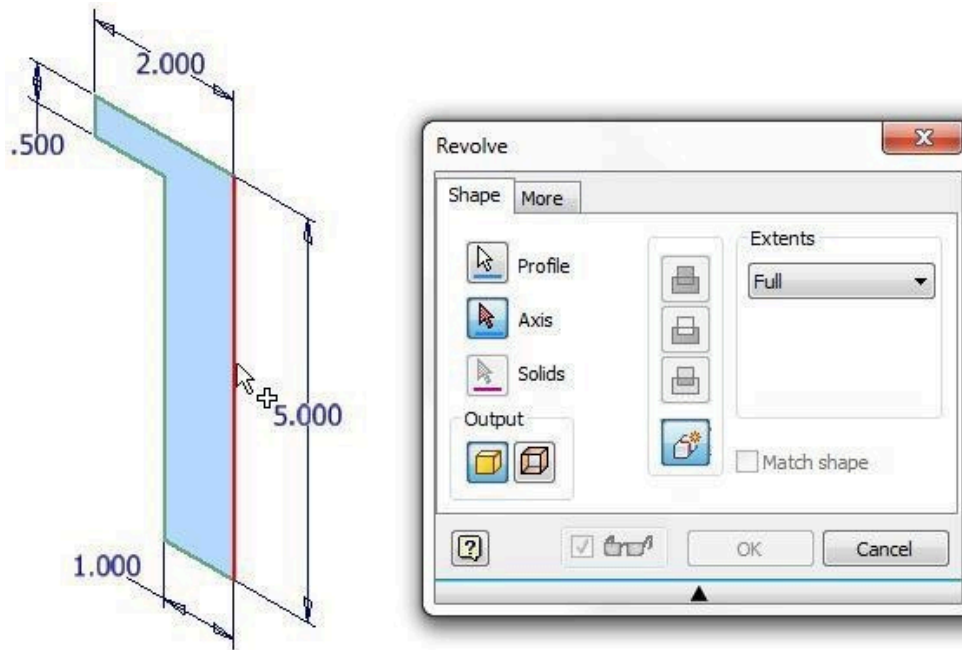 2.000
.500
5.000
1.000
Revolve
Shape
More
Profile
Axis
Solids
Output
Extents
Full
Match shape
?
OK
Cancel